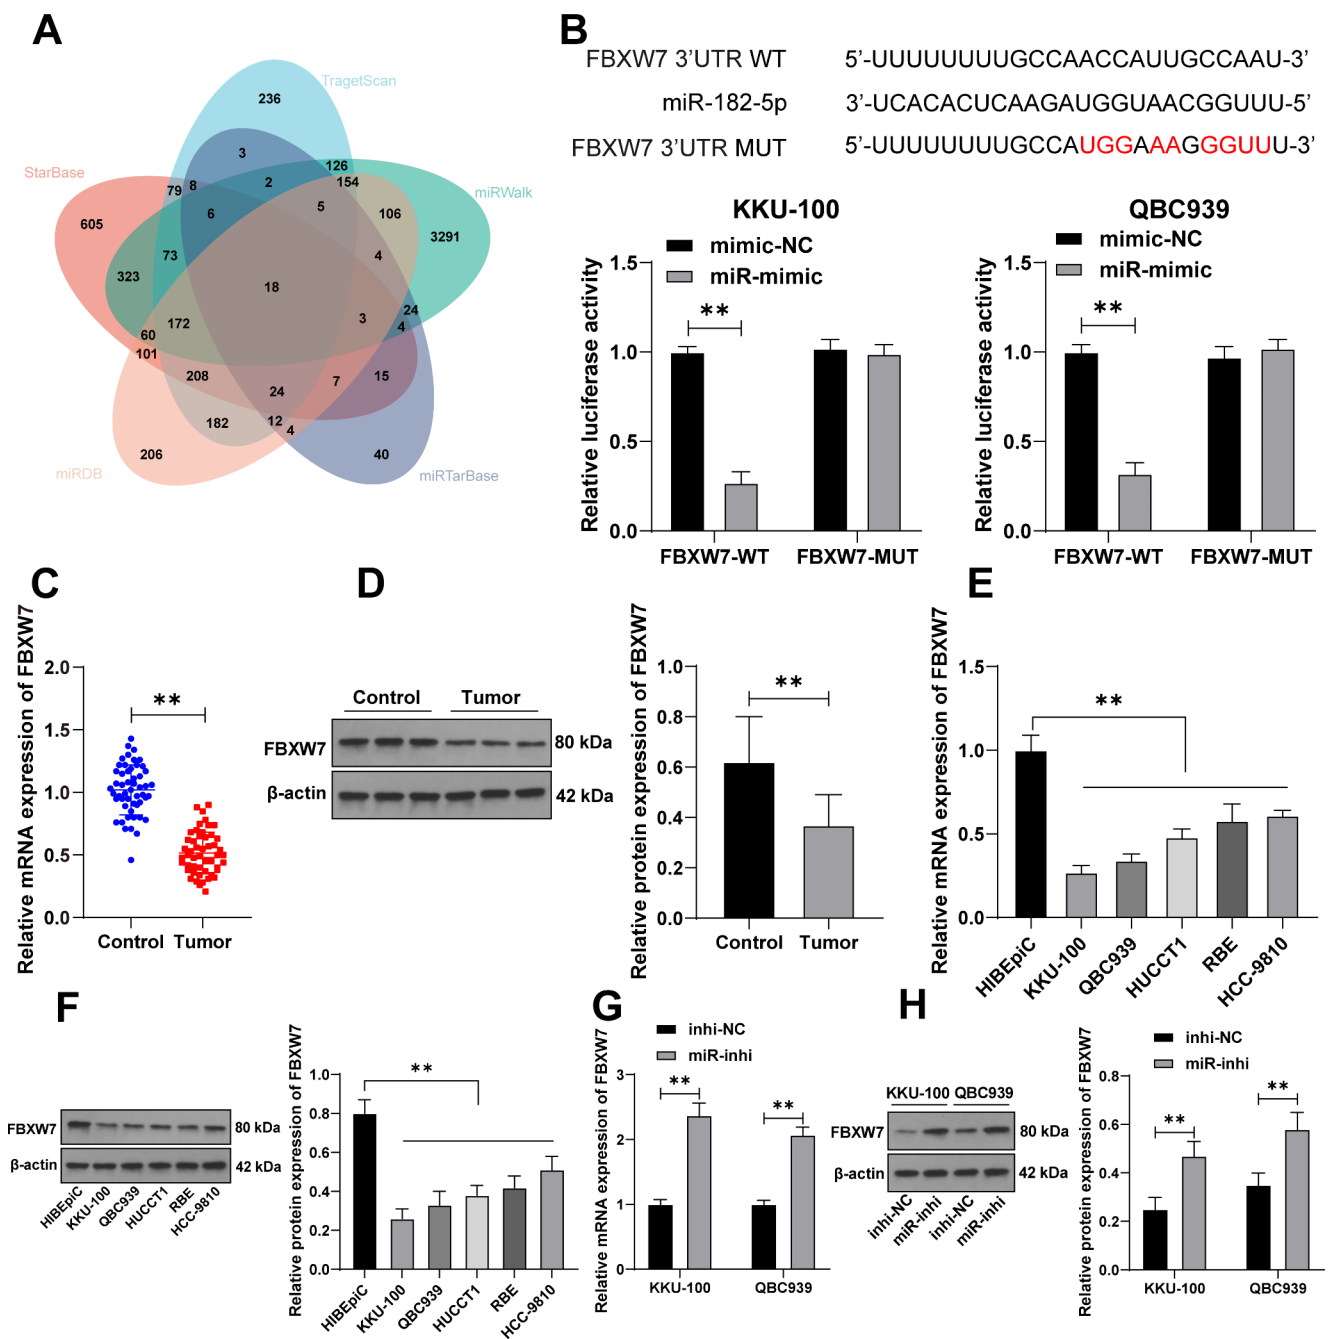 A
TragetScan
236
3
126
StarBase
79
8
2
154
miRWalk
605
6
5
106
3291
73
4
323
18
24
3
4
172
60
101
208
7
15
24
182
12
4
206
40
miRDB
miRTarBase
B
FBXW7 3’UTR WT 5’-UUUUUUUUUGCCAACCAUUGCCAAU-3’
miR-182-5p 3’-UCACACUCAAGAUGGUAACGGUUU-5’
FBXW7 3’UTR MUT 5’-UUUUUUUUUGCCAUGGAAAGGGUUU-3’
KKU-100
mimic-NC
miR-mimic
Relative luciferase activity
1.5
1.0
0.5
0.0
**
FBXW7-WT FBXW7-MUT
QBC939
mimic-NC
miR-mimic
Relative luciferase activity
1.5
1.0
0.5
0.0
**
FBXW7-WT FBXW7-MUT
C
Relative mRNA expression of FBXW7
2.0
1.5
1.0
0.5
0.0
**
Control Tumor
D
Control Tumor
FBXW7 80 kDa
β-actin 42 kDa
Relative protein expression of FBXW7
1.0
0.8
0.6
0.4
0.2
0.0
**
Control Tumor
E
Relative mRNA expression of FBXW7
1.5
1.0
0.5
0.0
**
HIBEpiC
KKU-100
QBC939
HUCCT1
RBE
HCC-9810
F
FBXW7 80 kDa
β-actin 42 kDa
HIBEpiC
KKU-100
QBC939
HUCCT1
RBE
HCC-9810
Relative protein expression of FBXW7
1.0
0.8
0.6
0.4
0.2
0.0
**
HIBEpiC
KKU-100
QBC939
HUCCT1
RBE
HCC-9810
G
inhi-NC
miR-inhi
Relative mRNA expression of FBXW7
3
2
1
0
**
**
KKU-100 QBC939
H
KKU-100 QBC939
FBXW7 80 kDa
β-actin 42 kDa
inhi-NC
miR-inhi
inhi-NC
miR-inhi
inhi-NC
miR-inhi
Relative protein expression of FBXW7
0.8
0.6
0.4
0.2
0.0
**
**
KKU-100 QBC939